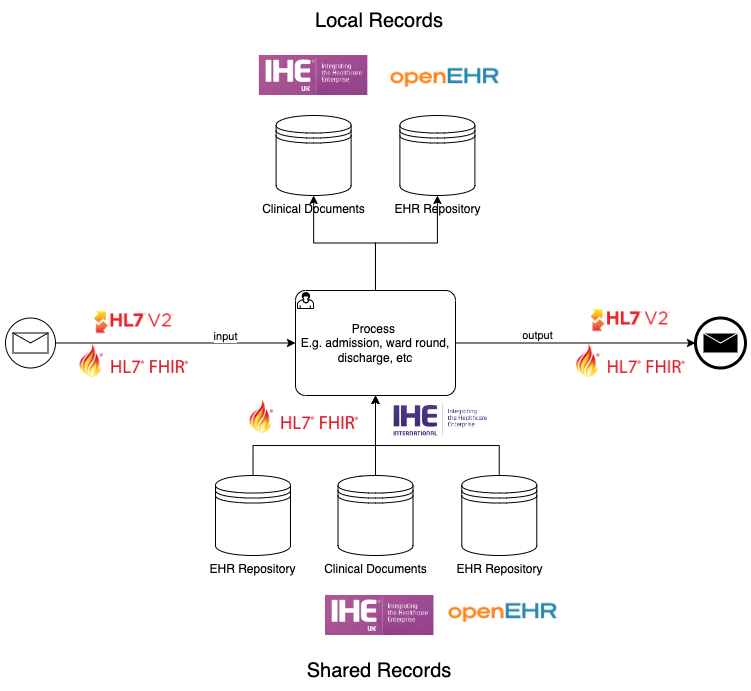 Local Records
IHE Integrating
the Healthcare
Enterprise
UK
openEHR
Clinical Documents
EHR Repository
HL7 V2
input
HL7 FHIR
Process
E.g. admission, ward round,
discharge, etc
HL7 V2
output
HL7 FHIR
HL7 FHIR
IHE Integrating
the Healthcare
Enterprise
INTERNATIONAL
EHR Repository
Clinical Documents
EHR Repository
IHE Integrating
the Healthcare
Enterprise
UK
openEHR
Shared Records